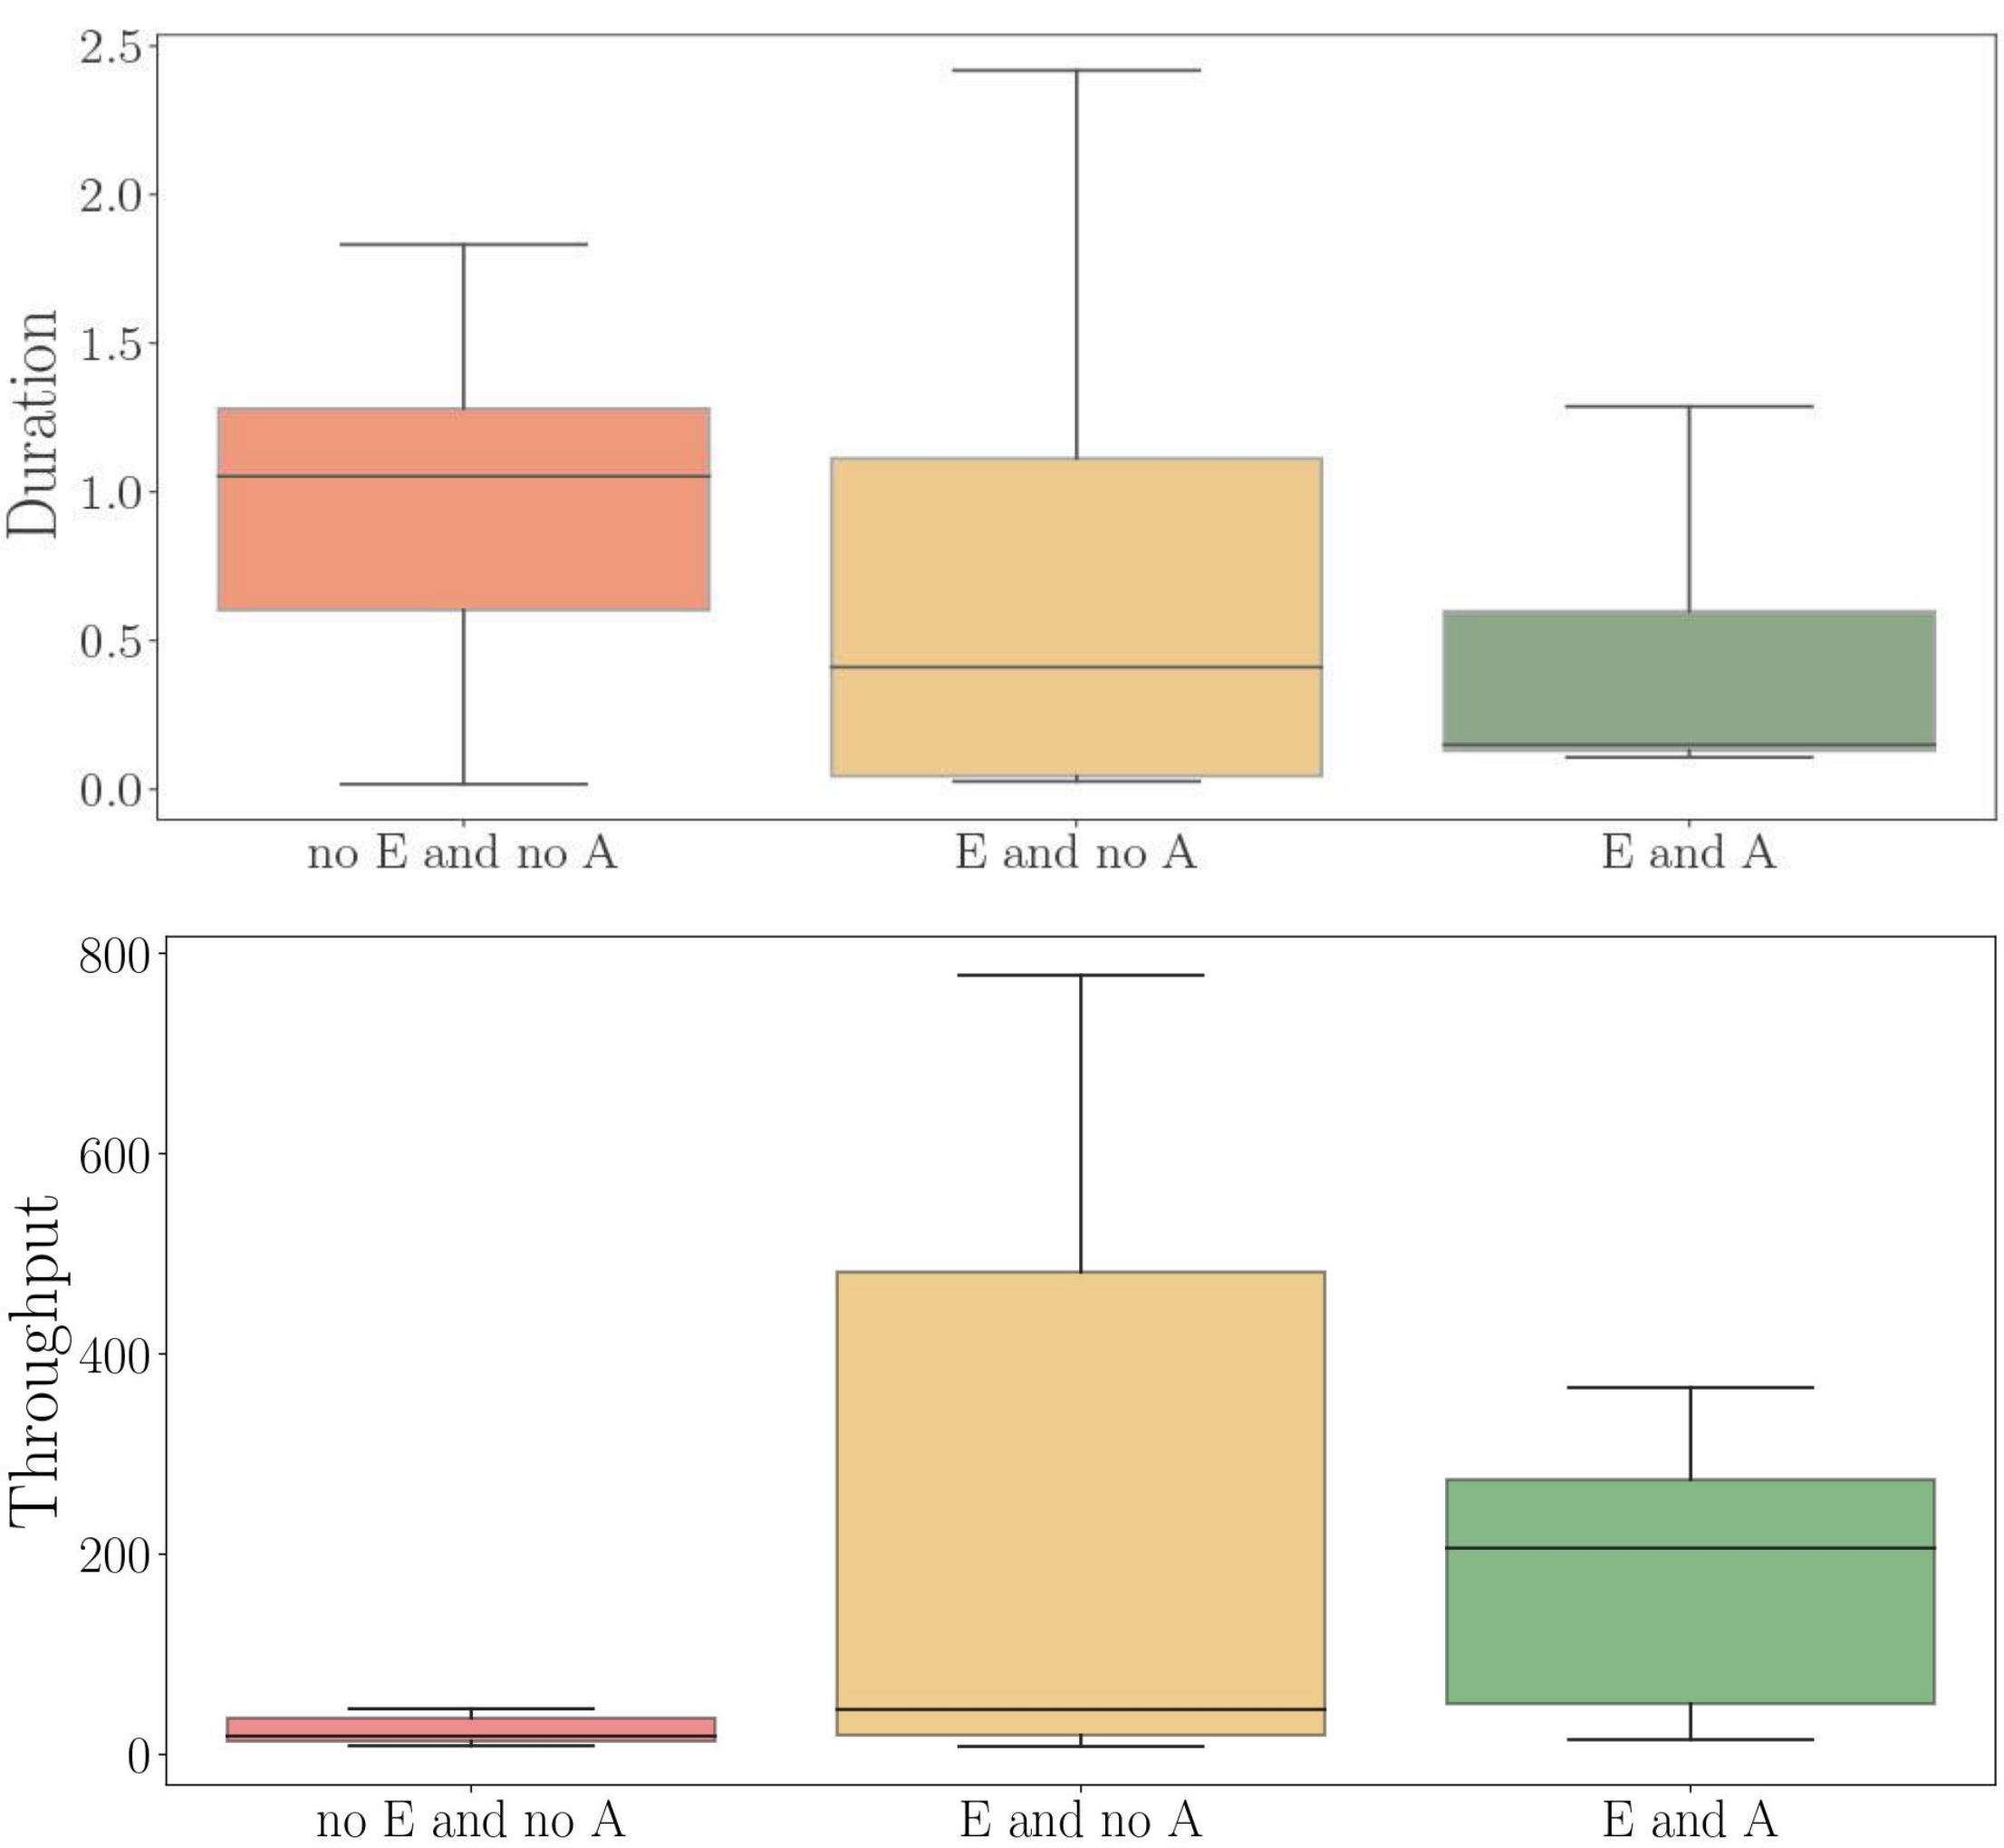 Duration
2.5
2.0
1.5
1.0
0.5
0.0
no E and no A
E and no A
E and A
Throughput
800
600
400
200
0
no E and no A
E and no A
E and A